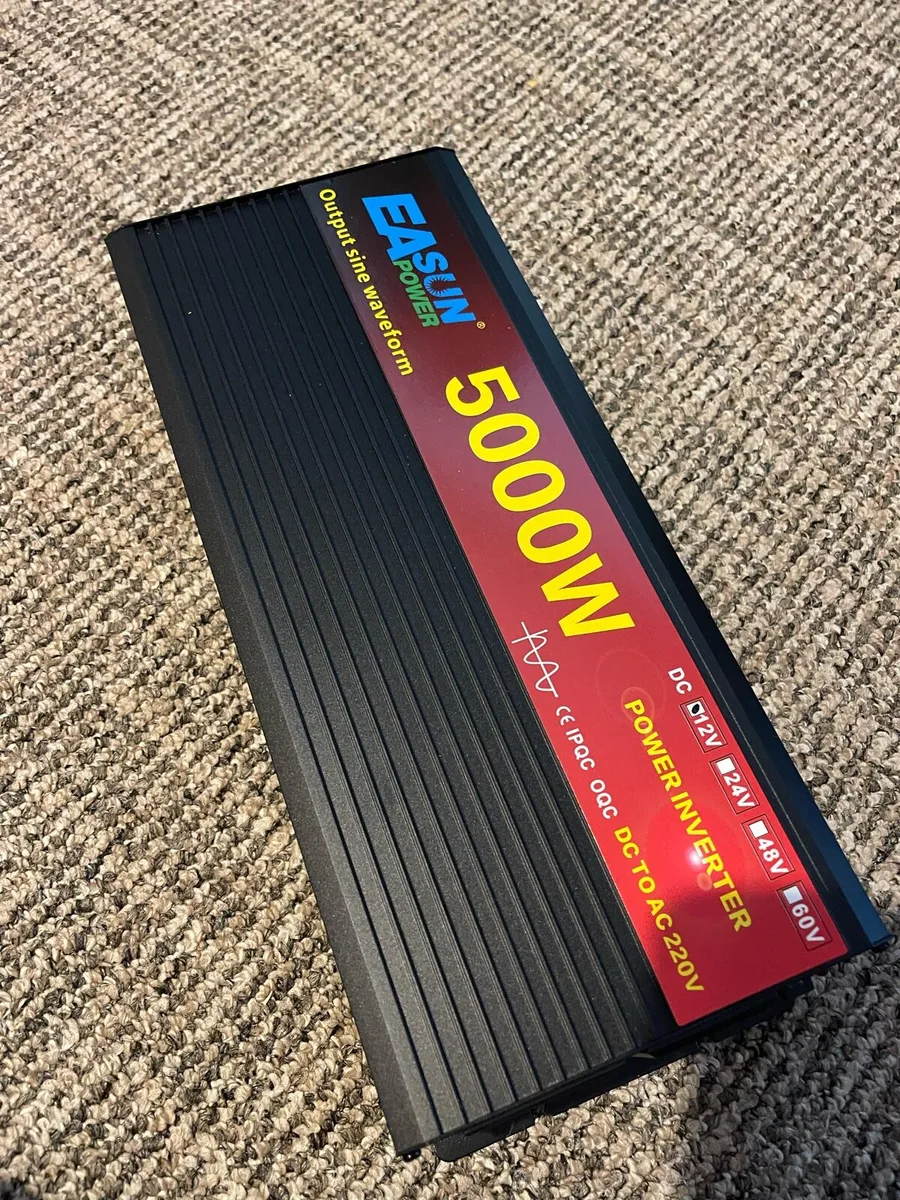 EASUN®
POWER
Output sine waveform
5000W
DC 12V 24V 48V 60V
POWER INVERTER
CE IPQC OQC DC TO AC 220V